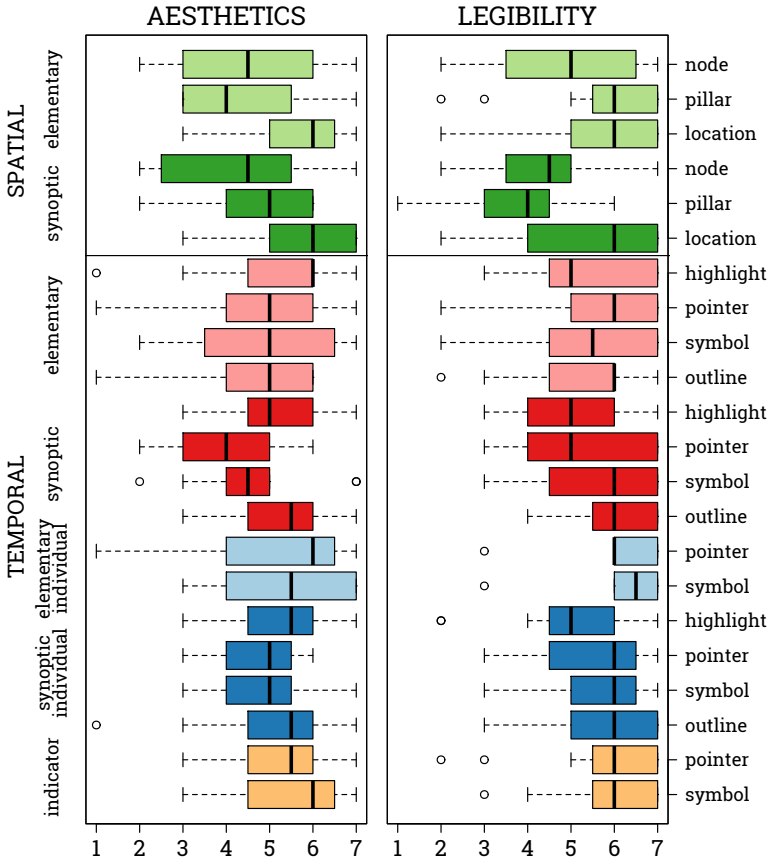 AESTHETICS LEGIBILITY
SPATIAL
elementary
node
pillar
location
synoptic
node
pillar
location
TEMPORAL
elementary
highlight
pointer
symbol
outline
synoptic
highlight
pointer
symbol
outline
elementary
individual
pointer
symbol
synoptic
individual
highlight
pointer
symbol
outline
indicator
pointer
symbol
1 2 3 4 5 6 7 1 2 3 4 5 6 7